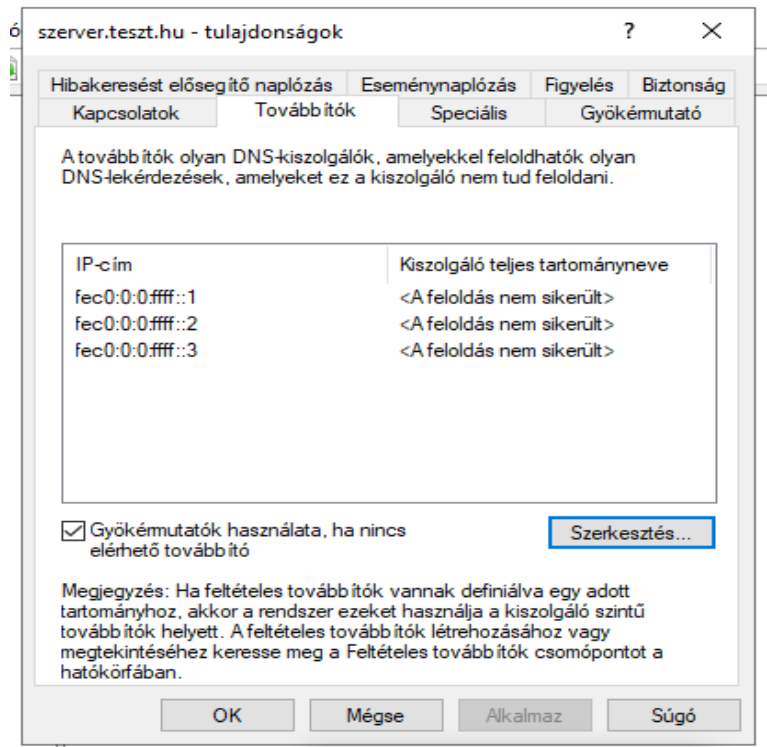 ó
szerver.teszt.hu - tulajdonságok
Hibakeresést elősegítő naplózás Eseménynaplózás Figyelés Biztonság
Kapcsolatok Továbbítók Speciális Gyökérmutató
A továbbítók olyan DNS-kiszolgálók, amelyekkel feloldhatók olyan
DNS-lekérdezések, amelyeket ez a kiszolgáló nem tud feloldani.
IP-cím Kiszolgáló teljes tartományneve
fec0:0:0:ffff::1 <A feloldás nem sikerült>
fec0:0:0:ffff::2 <A feloldás nem sikerült>
fec0:0:0:ffff::3 <A feloldás nem sikerült>
Gyökérmutatók használata, ha nincs
elérhető továbbító
Szerkesztés...
Megjegyzés: Ha feltételes továbbítók vannak definiálva egy adott
tartományhoz, akkor a rendszer ezeket használja a kiszolgáló szintű
továbbítók helyett. A feltételes továbbítók létrehozásához vagy
megtekintéséhez keresse meg a Feltételes továbbítók csomópontot a
hatókörfában.
OK Mégse Alkalmaz Súgó